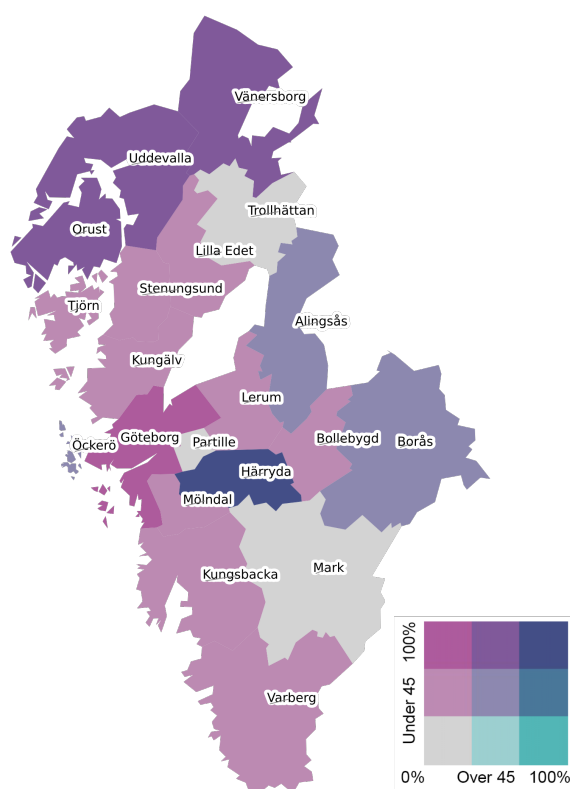 Vänersborg
Uddevalla
Trollhättan
Orust
Lilla Edet
Stenungsund
Tjörn
Alingsås
Kungälv
Lerum
Göteborg
Partille
Bollebygd
Borås
Öckerö
Härryda
Mölndal
Mark
Kungsbacka
Varberg
100%
Under 45
0%
Over 45
100%